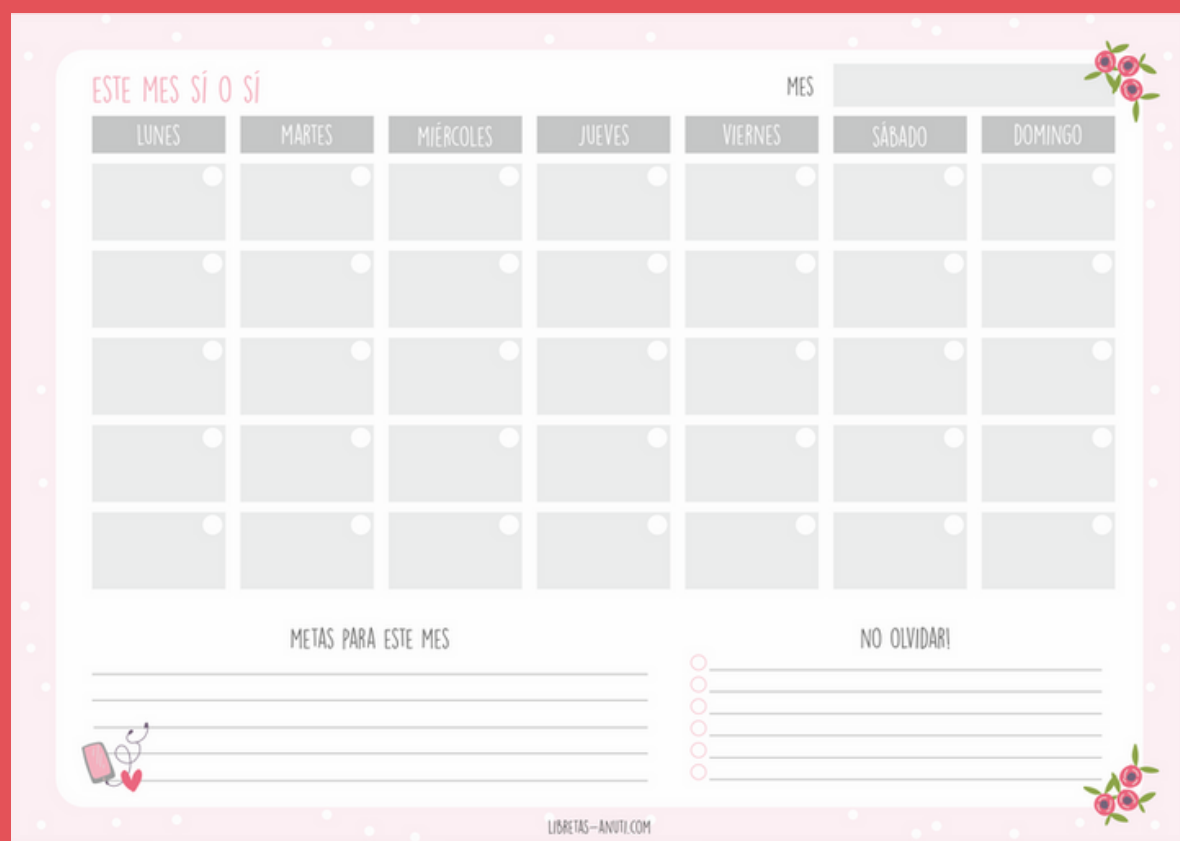 ESTE MES SÍ O SÍ
MES
LUNES MARTES MIÉRCOLES JUEVES VIERNES SÁBADO DOMINGO
METAS PARA ESTE MES
NO OLVIDAR!
LIBRETAS-ANUTI.COM